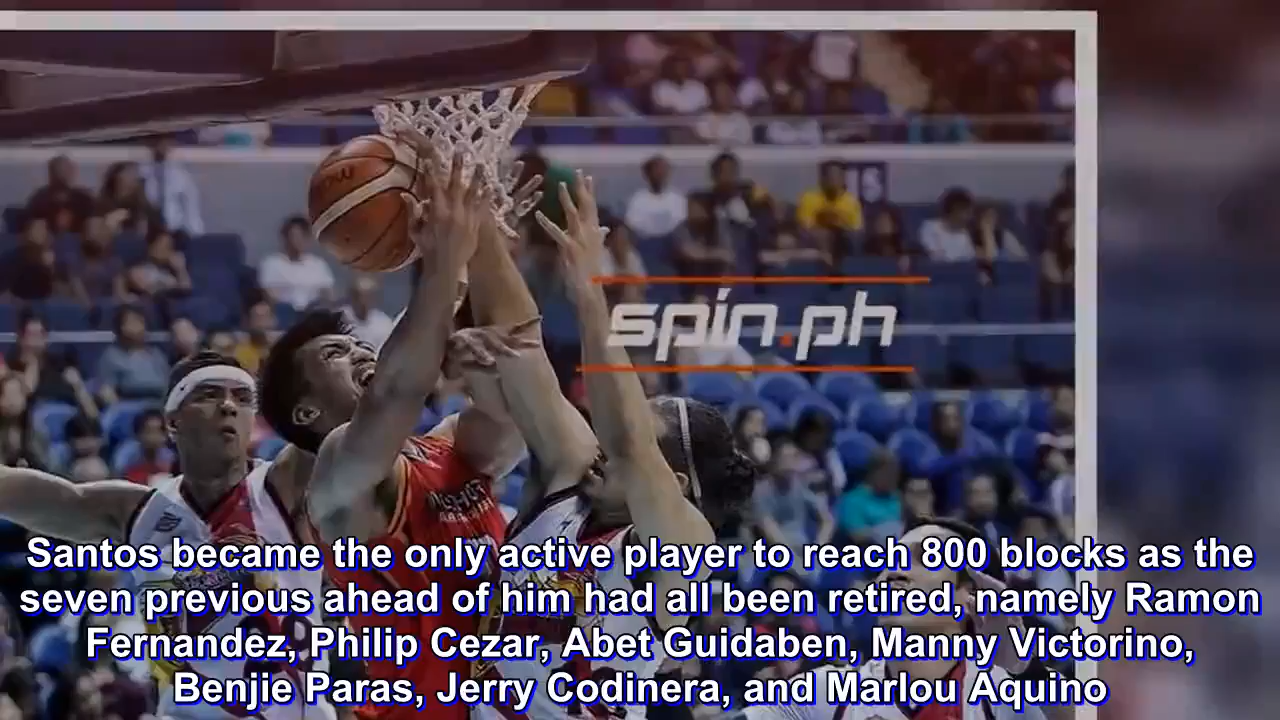 15
spin.ph
Santos became the only active player to reach 800 blocks as the
seven previous ahead of him had all been retired, namely Ramon
Fernandez, Philip Cezar, Abet Guidaben, Manny Victorino,
Benjie Paras, Jerry Codinera, and Marlou Aquino